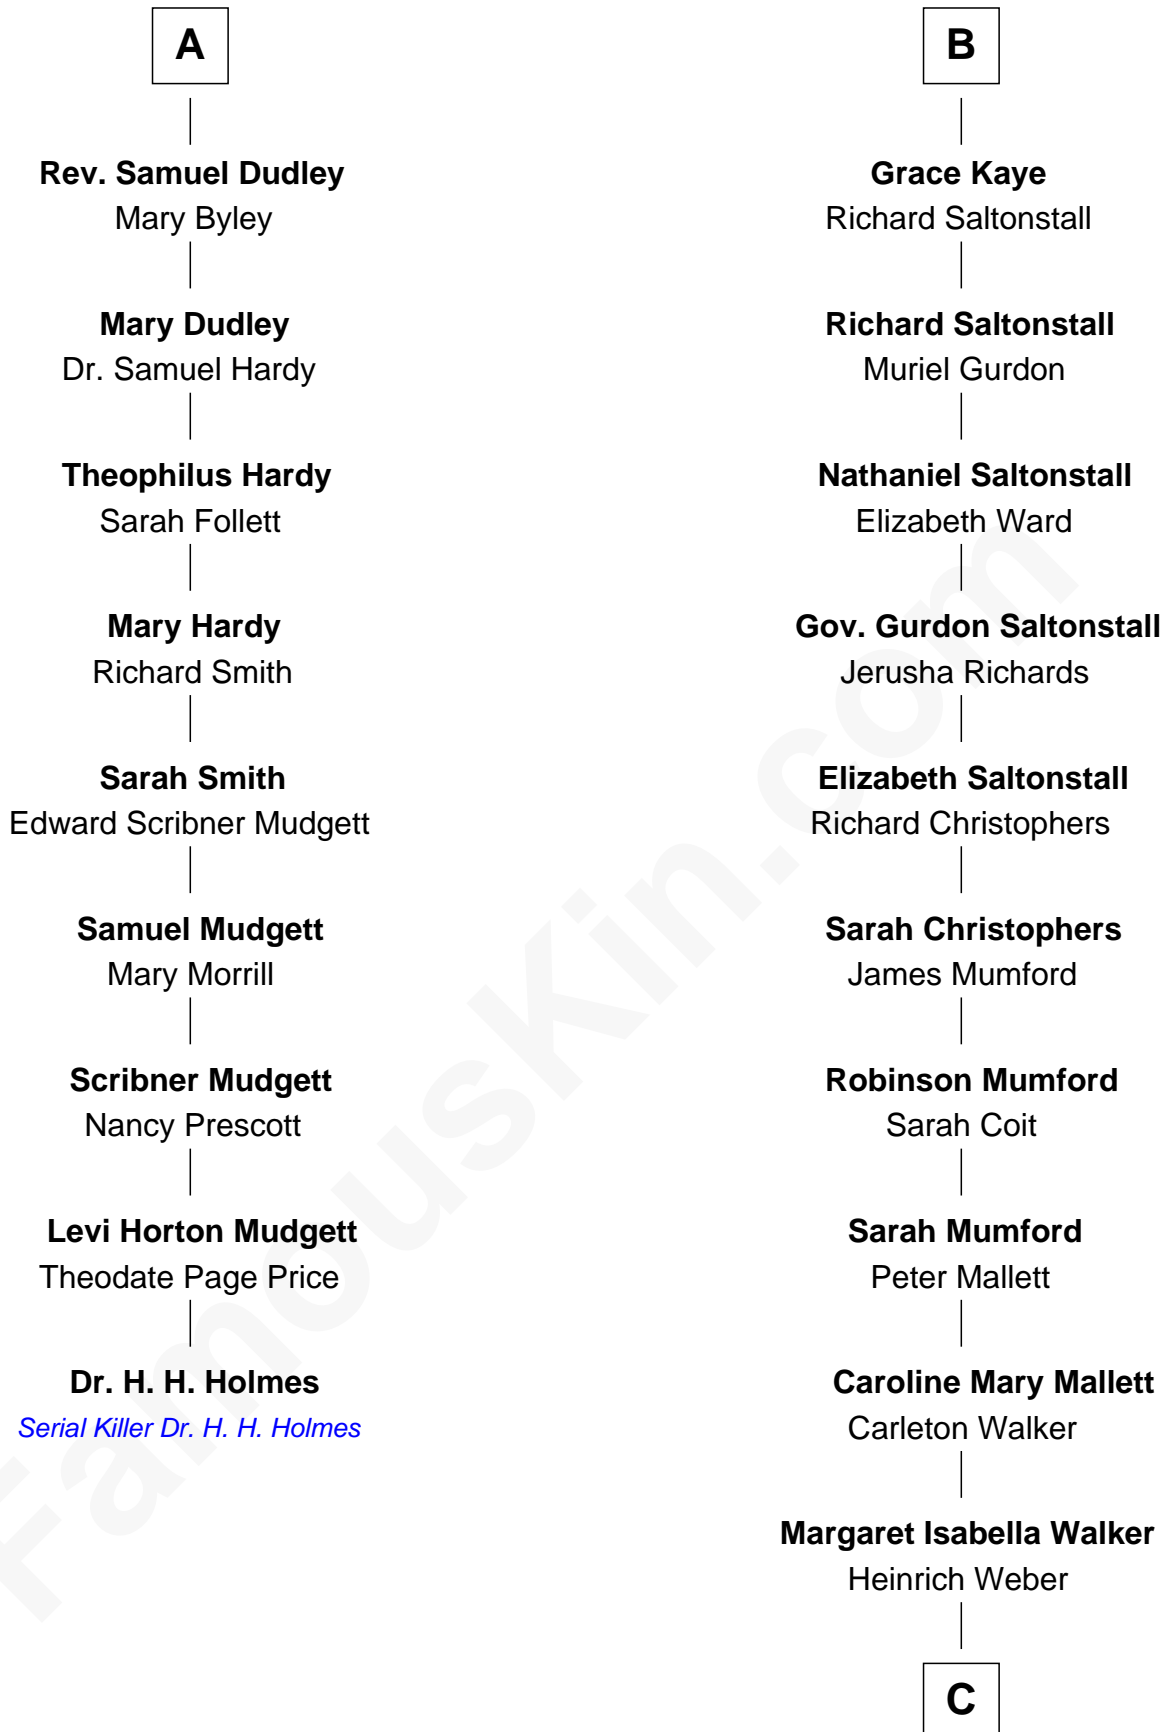 A
Rev. Samuel Dudley
Mary Byley
Mary Dudley
Dr. Samuel Hardy
Theophilus Hardy
Sarah Follett
Mary Hardy
Richard Smith
Sarah Smith
Edward Scribner Mudgett
Samuel Mudgett
Mary Morrill
Scribner Mudgett
Nancy Prescott
Levi Horton Mudgett
Theodate Page Price
Dr. H. H. Holmes
Serial Killer Dr. H. H. Holmes
B
Grace Kaye
Richard Saltonstall
Richard Saltonstall
Muriel Gurdon
Nathaniel Saltonstall
Elizabeth Ward
Gov. Gurdon Saltonstall
Jerusha Richards
Elizabeth Saltonstall
Richard Christophers
Sarah Christophers
James Mumford
Robinson Mumford
Sarah Coit
Sarah Mumford
Peter Mallett
Caroline Mary Mallett
Carleton Walker
Margaret Isabella Walker
Heinrich Weber
C
FamousKin.com